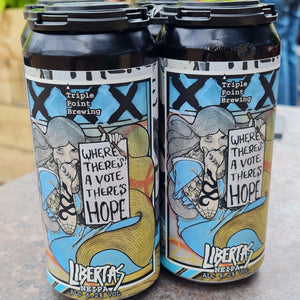 Triple
Point
Brewing
WHERE
THERE'S
A VOTE
THERE'S
HOPE
LIBERTAS
NEIPA
Triple
Point
Brewing
WHERE
THERE'S
A VOTE
THERE'S
HOPE
LIBERTAS
NEIPA